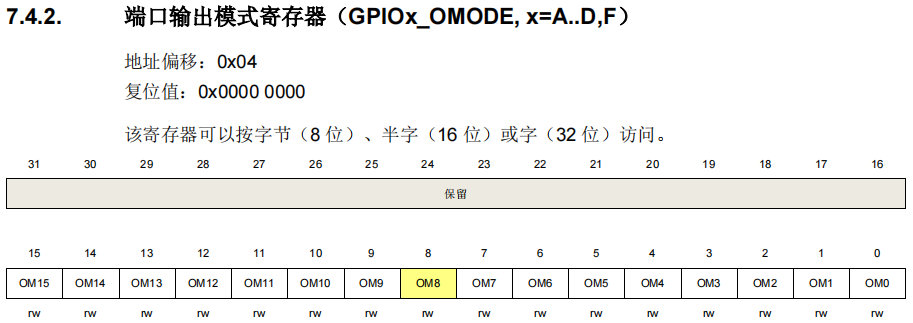 7.4.2. 端口输出模式寄存器（GPIOx_OMODE, x=A..D,F）
地址偏移：0x04
复位值：0x0000 0000
该寄存器可以按字节（8 位）、半字（16 位）或字（32 位）访问。
31 30 29 28 27 26 25 24 23 22 21 20 19 18 17 16
保留
15 14 13 12 11 10 9 8 7 6 5 4 3 2 1 0
OM15 OM14 OM13 OM12 OM11 OM10 OM9 OM8 OM7 OM6 OM5 OM4 OM3 OM2 OM1 OM0
rw rw rw rw rw rw rw rw rw rw rw rw rw rw rw rw